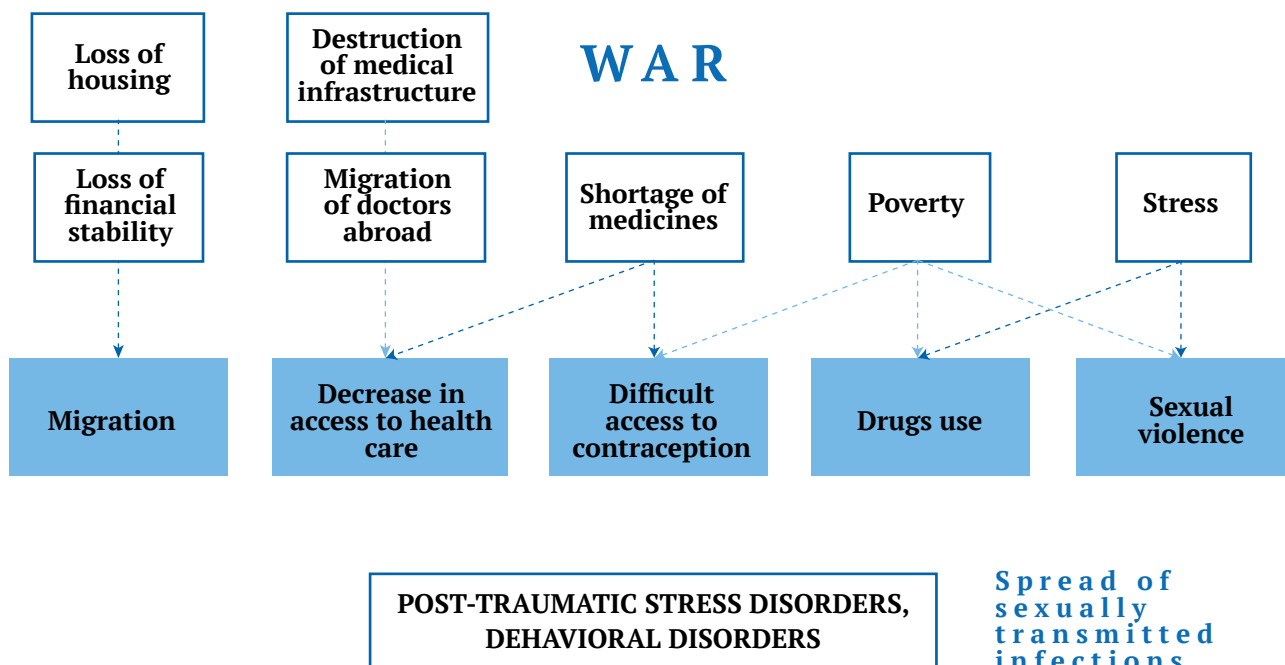 Loss of
housing
Destruction
of medical
infrastructure
WAR
Loss of
financial
stability
Migration
of doctors
abroad
Shortage of
medicines
Poverty
Stress
Migration
Decrease in
access to health
care
Difficult
access to
contraception
Drugs use
Sexual
violence
POST-TRAUMATIC STRESS DISORDERS,
DEHAVIORAL DISORDERS
Spread of
sexually
transmitted
infections